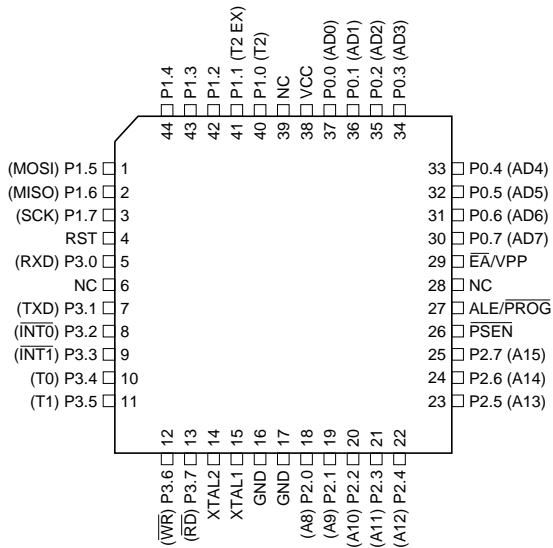 P1.4
P1.3
P1.2
P1.1 (T2 EX)
P1.0 (T2)
NC
VCC
P0.0 (AD0)
P0.1 (AD1)
P0.2 (AD2)
P0.3 (AD3)
44
43
42
41
40
39
38
37
36
35
34
(MOSI) P1.5 1
(MISO) P1.6 2
(SCK) P1.7 3
RST 4
(RXD) P3.0 5
NC 6
(TXD) P3.1 7
(I̅N̅T̅0̅) P3.2 8
(I̅N̅T̅1̅) P3.3 9
(T0) P3.4 10
(T1) P3.5 11
33 P0.4 (AD4)
32 P0.5 (AD5)
31 P0.6 (AD6)
30 P0.7 (AD7)
29 E̅A̅/VPP
28 NC
27 ALE/P̅R̅O̅G̅
26 P̅S̅E̅N̅
25 P2.7 (A15)
24 P2.6 (A14)
23 P2.5 (A13)
12
13
14
15
16
17
18
19
20
21
22
(W̅R̅) P3.6
(R̅D̅) P3.7
XTAL2
XTAL1
GND
GND
(A8) P2.0
(A9) P2.1
(A10) P2.2
(A11) P2.3
(A12) P2.4